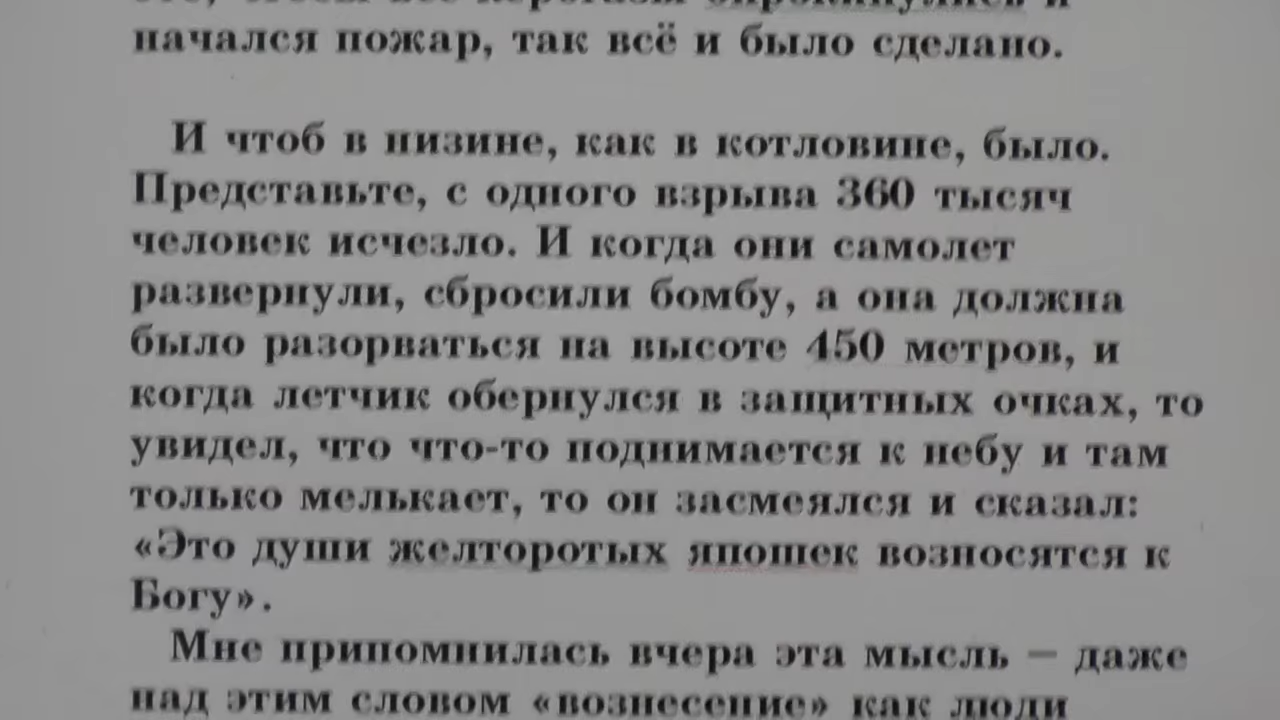 начался пожар, так всё и было сделано.
И чтоб в низине, как в котловине, было.
Представьте, с одного взрыва 360 тысяч
человек исчезло. И когда они самолет
развернули, сбросили бомбу, а она должна
было разорваться на высоте 450 метров, и
когда летчик обернулся в защитных очках, то
увидел, что что-то поднимается к небу и там
только мелькает, то он засмеялся и сказал:
«Это души желторотых япошек возносятся к
Богу».
Мне припомнилась вчера эта мысль – даже
над этим словом «вознесение» как люди